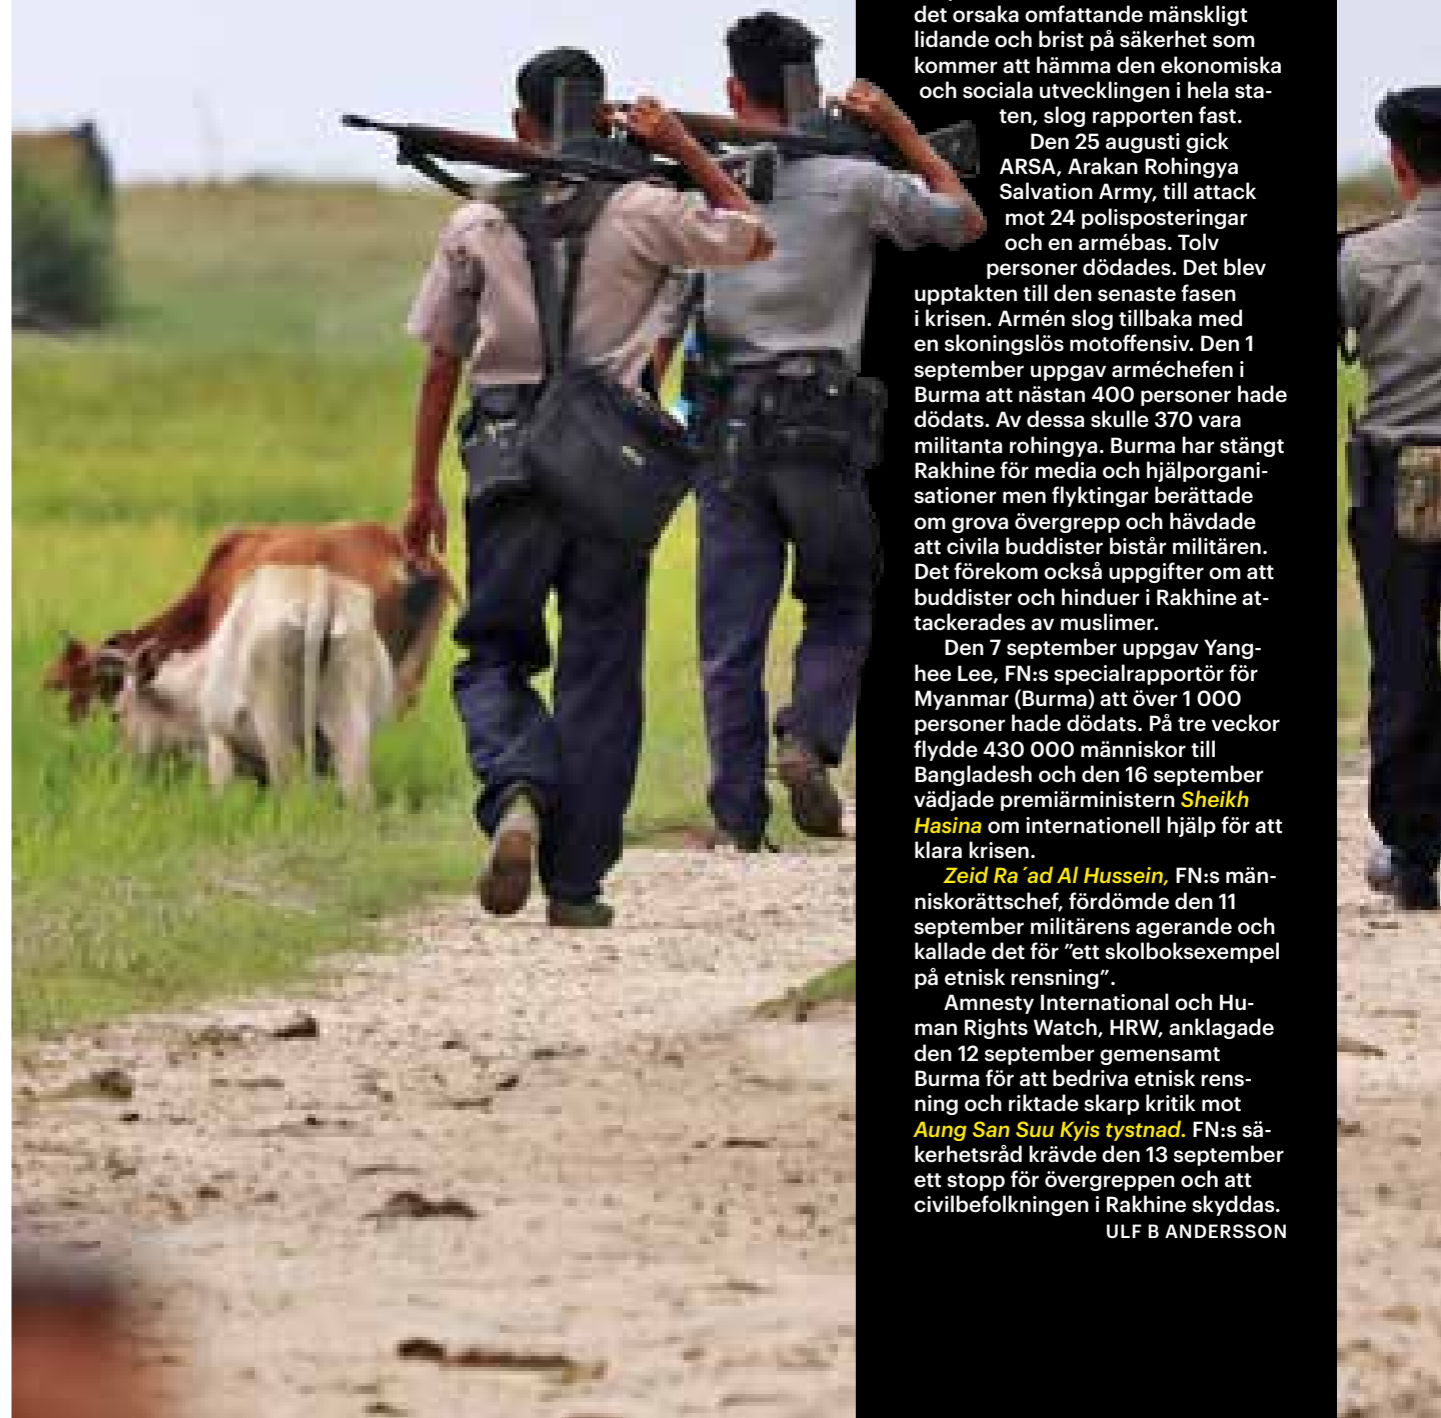 det orsaka omfattande mänskligt
lidande och brist på säkerhet som
kommer att hämma den ekonomiska
och sociala utvecklingen i hela sta-
ten, slog rapporten fast.
Den 25 augusti gick
ARSA, Arakan Rohingya
Salvation Army, till attack
mot 24 polisposteringar
och en armébas. Tolv
personer dödades. Det blev
upptakten till den senaste fasen
i krisen. Armén slog tillbaka med
en skoningslös motoffensiv. Den 1
september uppgav arméchefen i
Burma att nästan 400 personer hade
dödats. Av dessa skulle 370 vara
militanta rohingya. Burma har stängt
Rakhine för media och hjälporgani-
sationer men flyktingar berättade
om grova övergrepp och hävdade
att civila buddister bistår militären.
Det förekom också uppgifter om att
buddister och hinduer i Rakhine at-
tackerades av muslimer.
Den 7 september uppgav Yang-
hee Lee, FN:s specialrapportör för
Myanmar (Burma) att över 1 000
personer hade dödats. På tre veckor
flydde 430 000 människor till
Bangladesh och den 16 september
vädjade premiärministern Sheikh
Hasina om internationell hjälp för att
klara krisen.
Zeid Ra´ad Al Hussein, FN:s män-
niskorättschef, fördömde den 11
september militärens agerande och
kallade det för ”ett skolboksexempel
på etnisk rensning”.
Amnesty International och Hu-
man Rights Watch, HRW, anklagade
den 12 september gemensamt
Burma för att bedriva etnisk rens-
ning och riktade skarp kritik mot
Aung San Suu Kyis tystnad. FN:s sä-
kerhetsråd krävde den 13 september
ett stopp för övergreppen och att
civilbefolkningen i Rakhine skyddas.
ULF B ANDERSSON